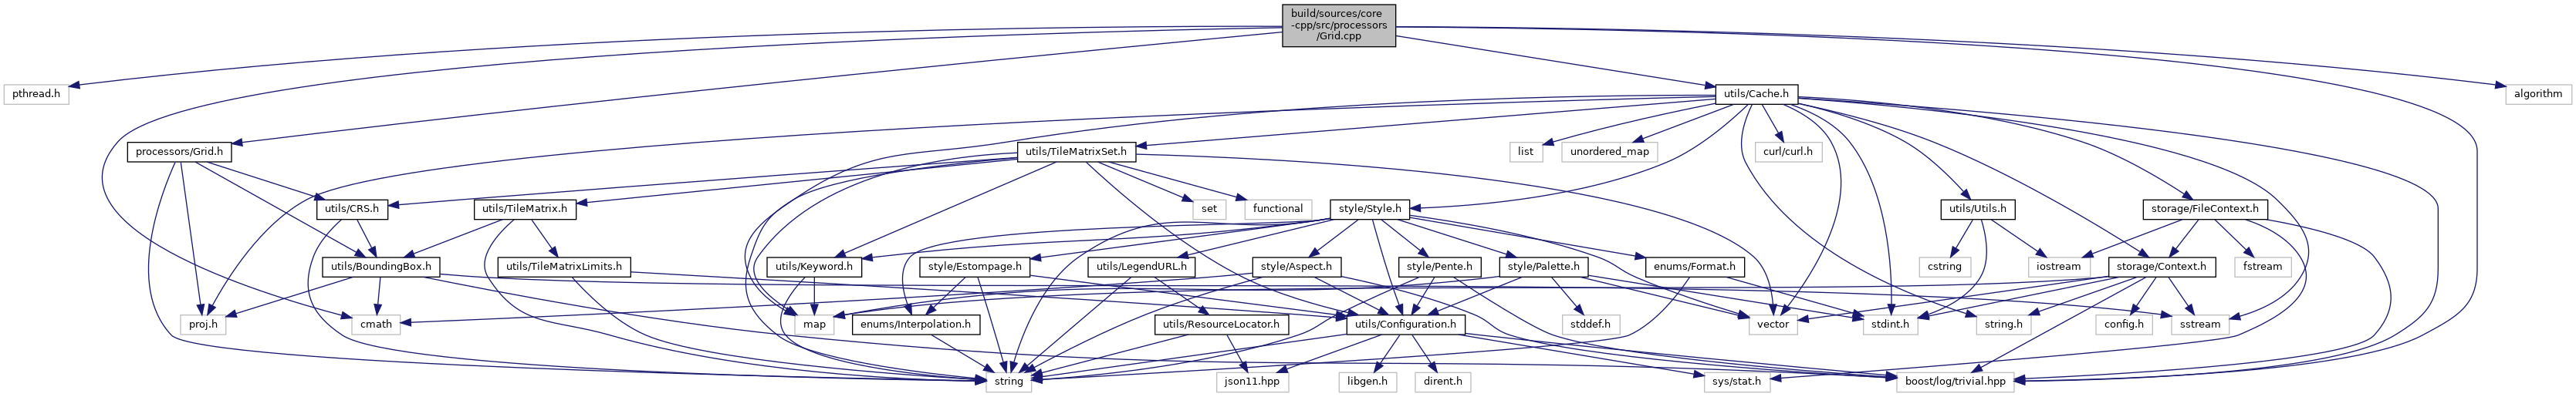 build/sources/core
-cpp/src/processors
/Grid.cpp
pthread.h
utils/Cache.h
algorithm
processors/Grid.h
utils/TileMatrixSet.h
list
unordered_map
curl/curl.h
utils/CRS.h
utils/TileMatrix.h
set
functional
style/Style.h
utils/Utils.h
storage/FileContext.h
utils/BoundingBox.h
utils/TileMatrixLimits.h
utils/Keyword.h
style/Estompage.h
utils/LegendURL.h
style/Aspect.h
style/Pente.h
style/Palette.h
enums/Format.h
cstring
iostream
storage/Context.h
fstream
proj.h
cmath
map
enums/Interpolation.h
utils/ResourceLocator.h
utils/Configuration.h
stddef.h
vector
stdint.h
string.h
config.h
sstream
string
json11.hpp
libgen.h
dirent.h
sys/stat.h
boost/log/trivial.hpp